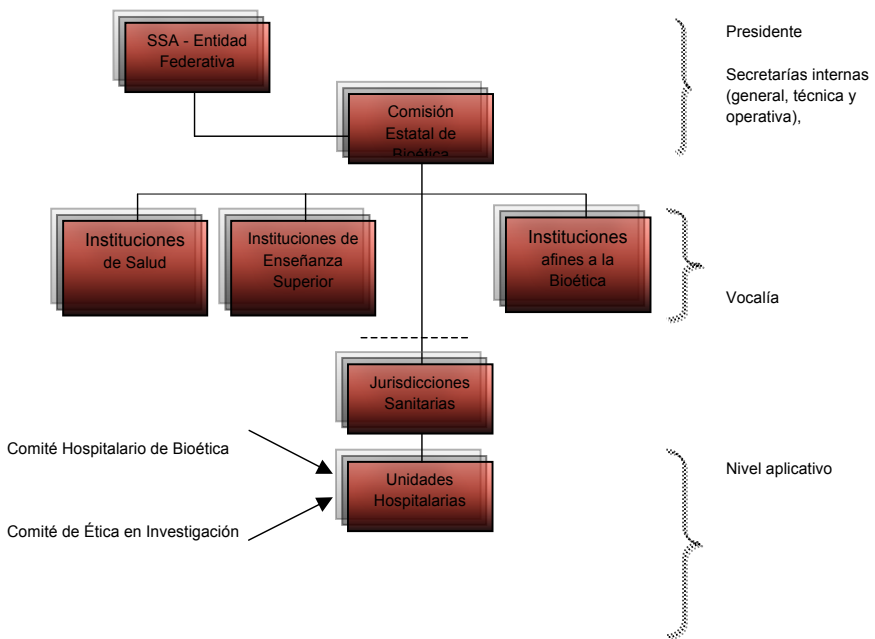 SSA - Entidad
Federativa
Presidente
Secretarías internas
(general, técnica y
operativa),
Comisión
Estatal de
Bioética
Instituciones
de Salud
Instituciones de
Enseñanza
Superior
Instituciones
afines a la
Bioética
Vocalía
Jurisdicciones
Sanitarias
Comité Hospitalario de Bioética
Unidades
Hospitalarias
Nivel aplicativo
Comité de Ética en Investigación